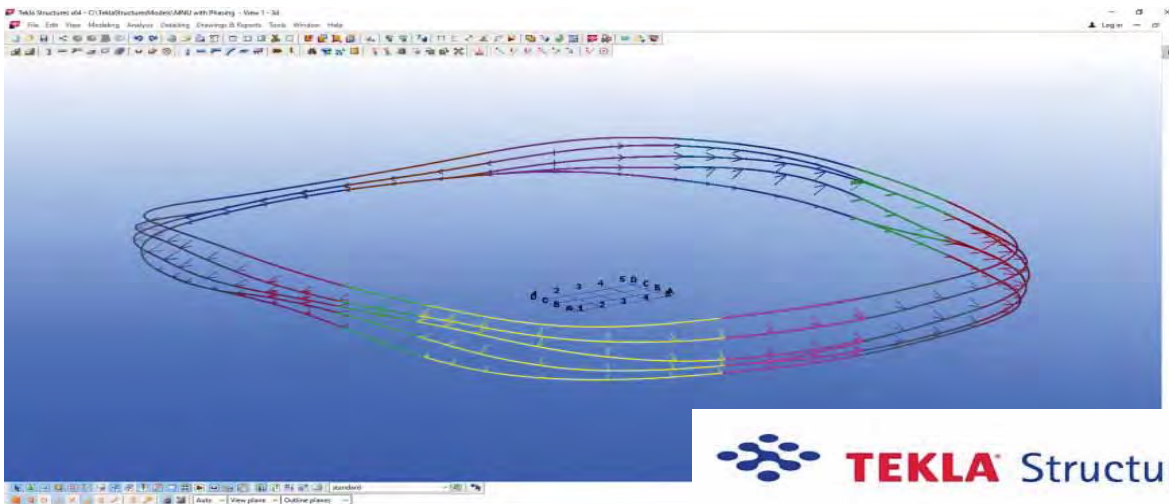 Tekla Structures x64 - C:\TeklaStructuresModels\MNU with Phasing - View 1 - 3d
File Edit View Modeling Analysis Detailing Drawings & Reports Tools Window Help
Log in
2 3 4 5 D C B A
D C B A 1 2 3 4
standard
Auto View plane Outline planes
TEKLA Structu